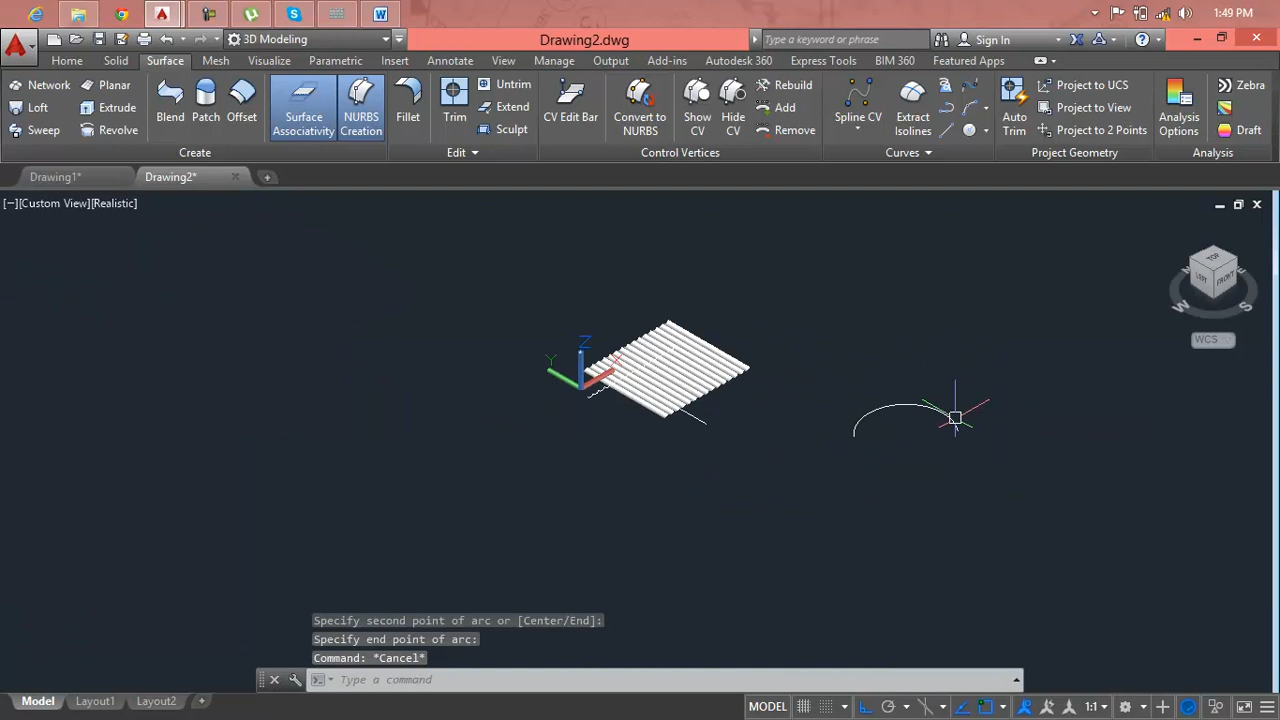 1:49 PM
3D Modeling
Drawing2.dwg
Type a keyword or phrase
Sign In
Home Solid Surface Mesh Visualize Parametric Insert Annotate View Manage Output Add-ins Autodesk 360 Express Tools BIM 360 Featured Apps
Network Planar
Loft Extrude
Sweep Revolve
Blend Patch Offset
Surface Associativity
NURBS Creation
Fillet
Trim
Untrim
Extend
Sculpt
CV Edit Bar
Convert to NURBS
Show CV
Hide CV
Rebuild
Add
Remove
Spline CV
Extract Isolines
Auto Trim
Project to UCS
Project to View
Project to 2 Points
Analysis Options
Zebra
Draft
Create Edit Control Vertices Curves Project Geometry Analysis
Drawing1* Drawing2*
[−][Custom View][Realistic]
TOP
LEFT FRONT
W S
WCS
Z
Y X
Specify second point of arc or [Center/End]:
Specify end point of arc:
Command: *Cancel*
Type a command
Model Layout1 Layout2 +
MODEL 1:1